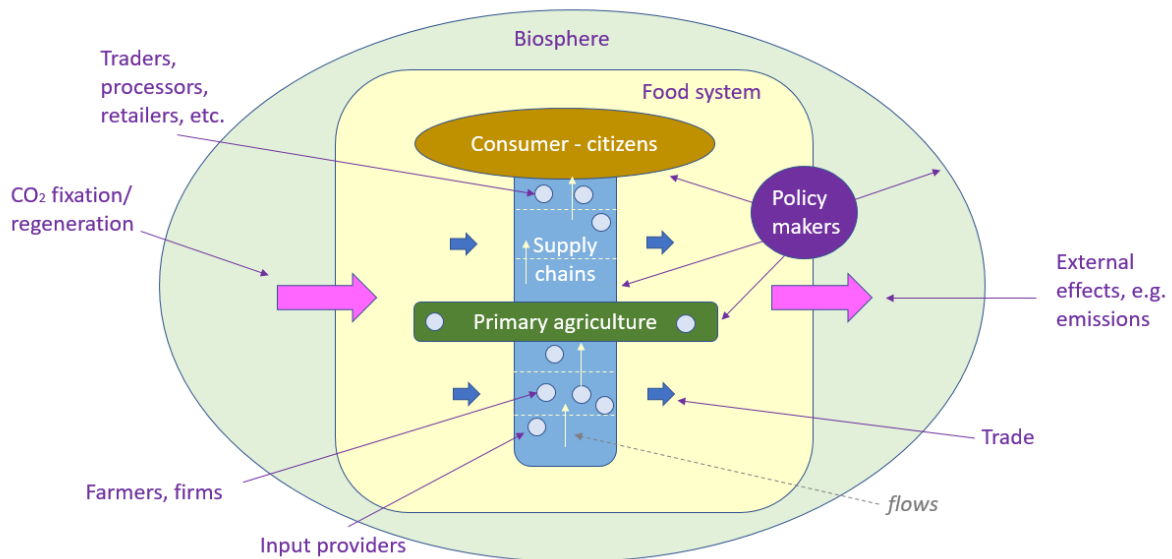 Biosphere
Traders,
processors,
retailers, etc.
Food system
Consumer - citizens
CO₂ fixation/
regeneration
Policy
makers
Supply
chains
External
effects, e.g.
emissions
Primary agriculture
Trade
Farmers, firms
flows
Input providers